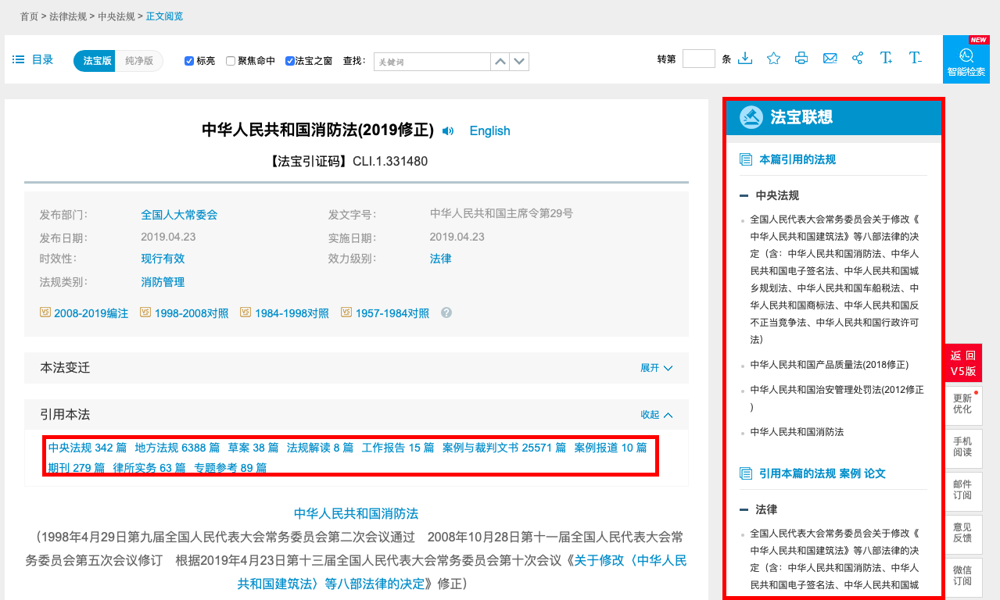 首页 > 法律法规 > 中央法规 > 正文阅览
目录
法宝版 纯净版
标亮 聚焦命中 法宝之窗 查找： 关键词
转第 条
T+ T-
NEW
智能检索
中华人民共和国消防法(2019修正) English
【法宝引证码】CLI.1.331480
发布部门： 全国人大常委会 发文字号： 中华人民共和国主席令第29号
发布日期： 2019.04.23 实施日期： 2019.04.23
时效性： 现行有效 效力级别： 法律
法规类别： 消防管理
VS 2008-2019编注 VS 1998-2008对照 VS 1984-1998对照 VS 1957-1984对照 ?
本法变迁 展开
引用本法 收起
中央法规 342 篇 地方法规 6388 篇 草案 38 篇 法规解读 8 篇 工作报告 15 篇 案例与裁判文书 25571 篇 案例报道 10 篇
期刊 279 篇 律所实务 63 篇 专题参考 89 篇
中华人民共和国消防法
（1998年4月29日第九届全国人民代表大会常务委员会第二次会议通过 2008年10月28日第十一届全国人民代表大会常
务委员会第五次会议修订 根据2019年4月23日第十三届全国人民代表大会常务委员会第十次会议《关于修改〈中华人民
共和国建筑法〉等八部法律的决定》修正）
法宝联想
本篇引用的法规
中央法规
全国人民代表大会常务委员会关于修改《
中华人民共和国建筑法》等八部法律的决
定（含：中华人民共和国消防法、中华人
民共和国电子签名法、中华人民共和国城
乡规划法、中华人民共和国车船税法、中
华人民共和国商标法、中华人民共和国反
不正当竞争法、中华人民共和国行政许可
法）
中华人民共和国产品质量法(2018修正)
中华人民共和国治安管理处罚法(2012修正
)
中华人民共和国消防法
引用本篇的法规 案例 论文
法律
全国人民代表大会常务委员会关于修改《
中华人民共和国建筑法》等八部法律的决
定（含：中华人民共和国消防法、中华人
民共和国电子签名法、中华人民共和国城
返 回
V5版
更新
优化
手机
阅读
邮件
订阅
意见
反馈
微信
订阅